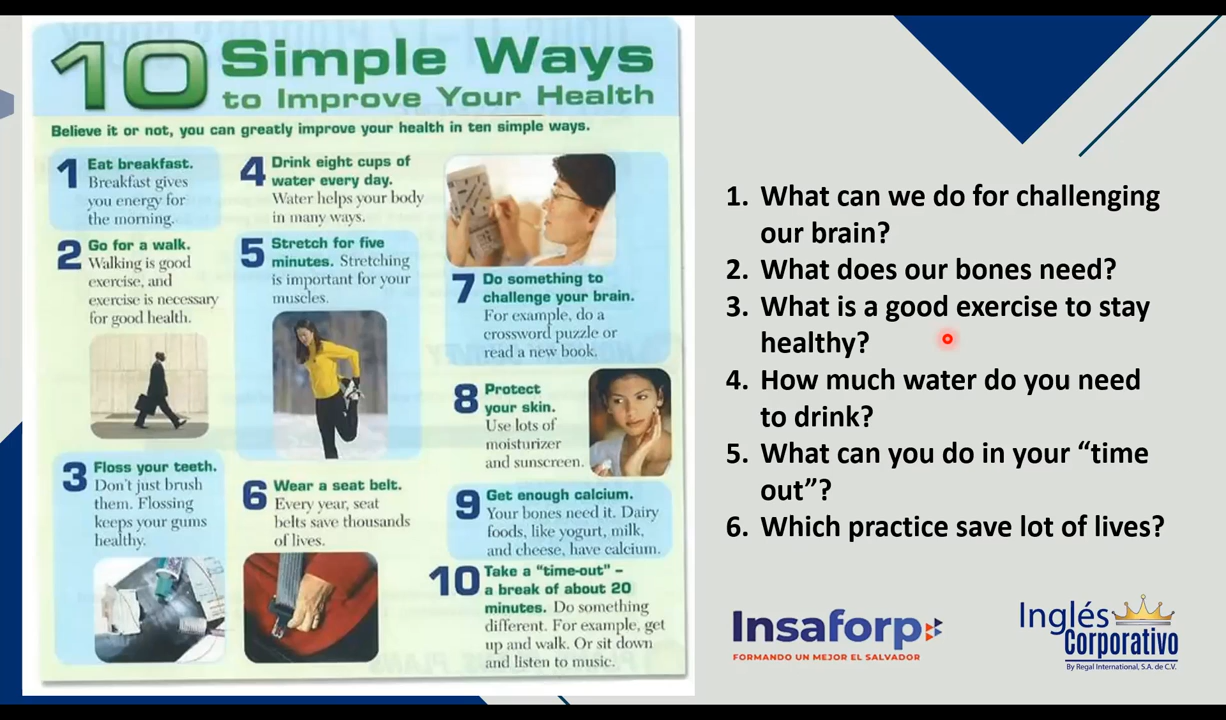 10 Simple Ways
to Improve Your Health
Believe it or not, you can greatly improve your health in ten simple ways.
1 Eat breakfast.
Breakfast gives
you energy for
the morning.
2 Go for a walk.
Walking is good
exercise, and
exercise is necessary
for good health.
3 Floss your teeth.
Don't just brush
them. Flossing
keeps your gums
healthy.
4 Drink eight cups of
water every day.
Water helps your body
in many ways.
5 Stretch for five
minutes. Stretching
is important for your
muscles.
6 Wear a seat belt.
Every year, seat
belts save thousands
of lives.
7 Do something to
challenge your brain.
For example, do a
crossword puzzle or
read a new book.
8 Protect
your skin.
Use lots of
moisturizer
and sunscreen.
9 Get enough calcium.
Your bones need it. Dairy
foods, like yogurt, milk,
and cheese, have calcium.
10 Take a "time-out" –
a break of about 20
minutes. Do something
different. For example, get
up and walk. Or sit down
and listen to music.
1. What can we do for challenging
our brain?
2. What does our bones need?
3. What is a good exercise to stay
healthy?
4. How much water do you need
to drink?
5. What can you do in your “time
out”?
6. Which practice save lot of lives?
Insaforp
FORMANDO UN MEJOR EL SALVADOR
Inglés
Corporativo
By Regal International, S.A. de C.V.